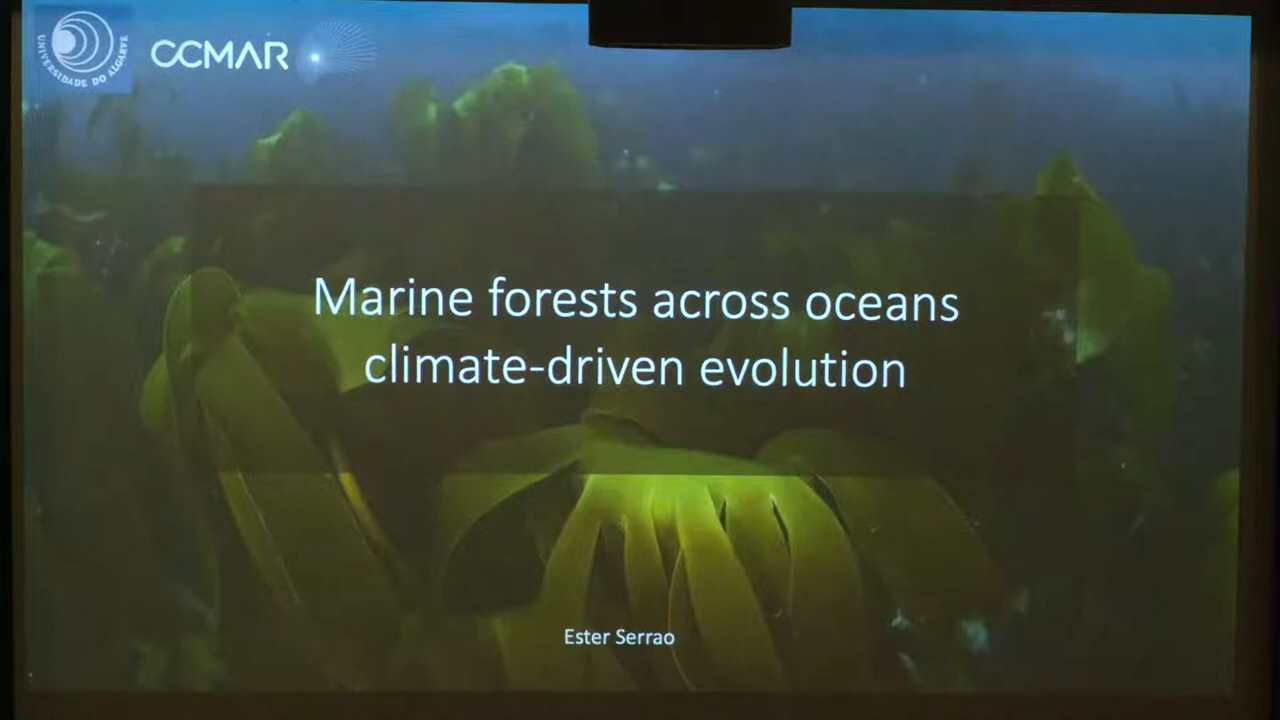 UNIVERSIDADE DO ALGARVE
CCMAR
Marine forests across oceans
climate-driven evolution
Ester Serrao